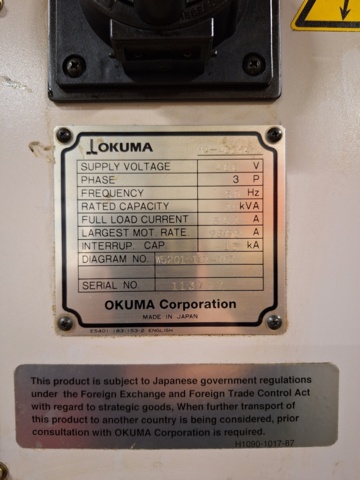 OKUMA
SUPPLY VOLTAGE V
PHASE 3 P
FREQUENCY Hz
RATED CAPACITY kVA
FULL LOAD CURRENT A
LARGEST MOT. RATE A
INTERRUP. CAP kA
DIAGRAM NO.
SERIAL NO
OKUMA Corporation
MADE IN JAPAN
This product is subject to Japanese government regulations
under the Foreign Exchange and Foreign Trade Control Act
with regard to strategic goods, When further transport of
this product to another country is being considered, prior
consultation with OKUMA Corporation is required.
H1090-1017-87